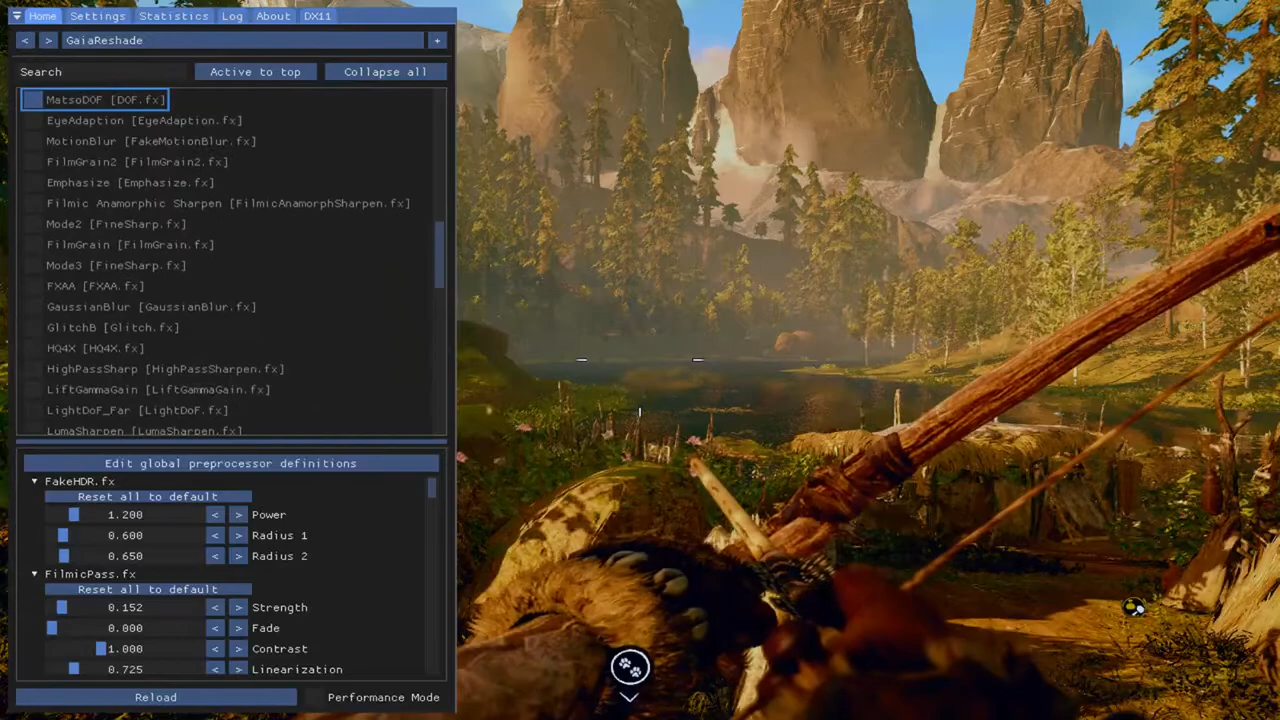 Home Settings Statistics Log About DX11
< > GaiaReshade +
Search Active to top Collapse all
MatsoDOF [DOF.fx]
EyeAdaption [EyeAdaption.fx]
MotionBlur [FakeMotionBlur.fx]
FilmGrain2 [FilmGrain2.fx]
Emphasize [Emphasize.fx]
Filmic Anamorphic Sharpen [FilmicAnamorphSharpen.fx]
Mode2 [FineSharp.fx]
FilmGrain [FilmGrain.fx]
Mode3 [FineSharp.fx]
FXAA [FXAA.fx]
GaussianBlur [GaussianBlur.fx]
GlitchB [Glitch.fx]
HQ4X [HQ4X.fx]
HighPassSharp [HighPassSharpen.fx]
LiftGammaGain [LiftGammaGain.fx]
LightDoF_Far [LightDoF.fx]
LumaSharpen [LumaSharpen.fx]
Edit global preprocessor definitions
FakeHDR.fx
Reset all to default
1.200 < > Power
0.600 < > Radius 1
0.650 < > Radius 2
FilmicPass.fx
Reset all to default
0.152 < > Strength
0.000 < > Fade
1.000 < > Contrast
0.725 < > Linearization
Reload Performance Mode